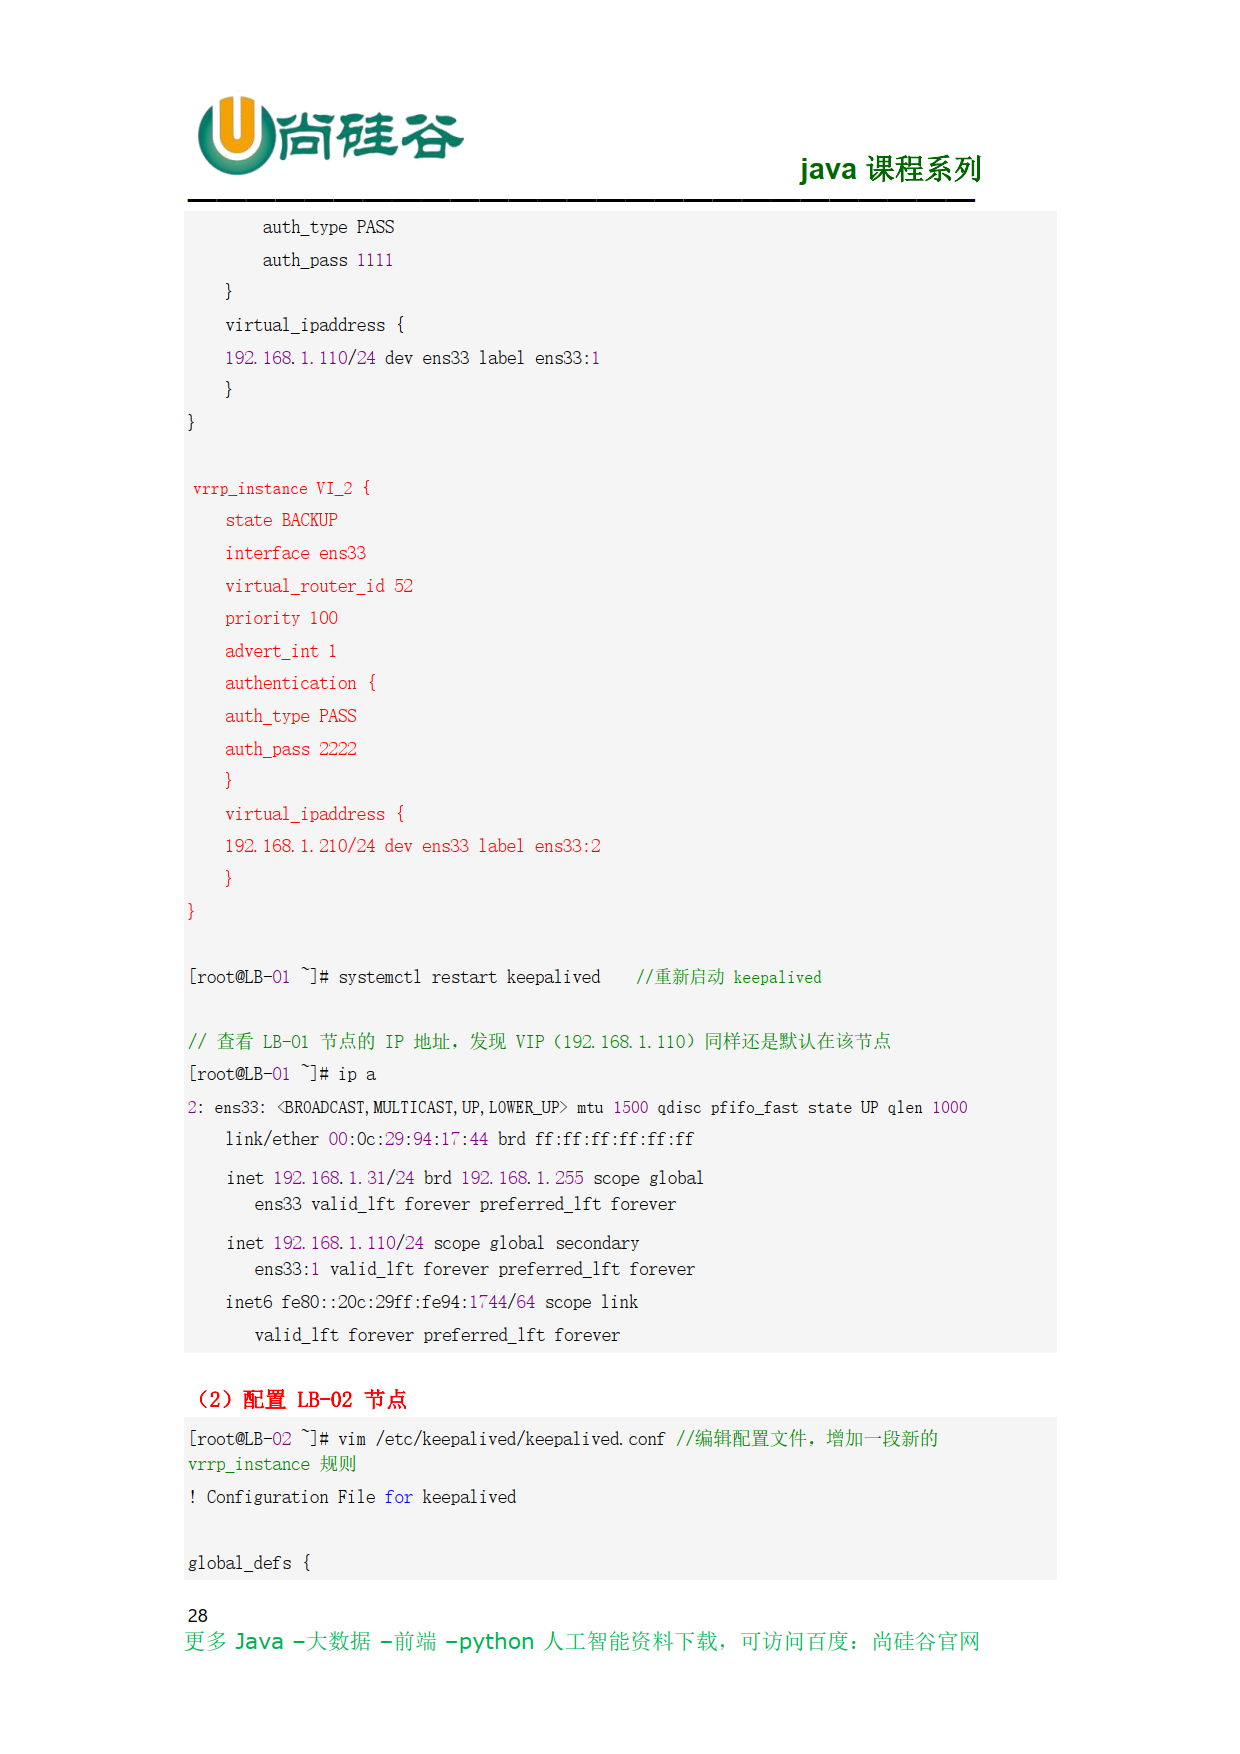 尚硅谷
java 课程系列
auth_type PASS
auth_pass 1111
}
virtual_ipaddress {
192.168.1.110/24 dev ens33 label ens33:1
}
}
vrrp_instance VI_2 {
state BACKUP
interface ens33
virtual_router_id 52
priority 100
advert_int 1
authentication {
auth_type PASS
auth_pass 2222
}
virtual_ipaddress {
192.168.1.210/24 dev ens33 label ens33:2
}
}
[root@LB-01 ~]# systemctl restart keepalived //重新启动 keepalived
// 查看 LB-01 节点的 IP 地址，发现 VIP（192.168.1.110）同样还是默认在该节点
[root@LB-01 ~]# ip a
2: ens33: <BROADCAST,MULTICAST,UP,LOWER_UP> mtu 1500 qdisc pfifo_fast state UP qlen 1000
link/ether 00:0c:29:94:17:44 brd ff:ff:ff:ff:ff:ff
inet 192.168.1.31/24 brd 192.168.1.255 scope global
ens33 valid_lft forever preferred_lft forever
inet 192.168.1.110/24 scope global secondary
ens33:1 valid_lft forever preferred_lft forever
inet6 fe80::20c:29ff:fe94:1744/64 scope link
valid_lft forever preferred_lft forever
（2）配置 LB-02 节点
[root@LB-02 ~]# vim /etc/keepalived/keepalived.conf //编辑配置文件，增加一段新的
vrrp_instance 规则
! Configuration File for keepalived
global_defs {
28
更多 Java –大数据 –前端 –python 人工智能资料下载，可访问百度：尚硅谷官网